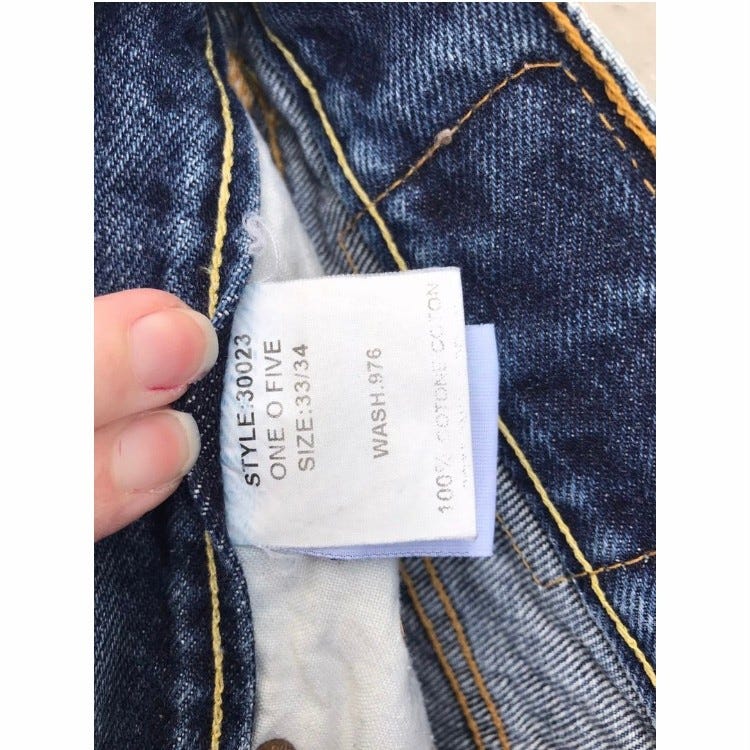 STYLE:30023
ONE O FIVE
SIZE:33/34
WASH:976
100% COTONE COTON